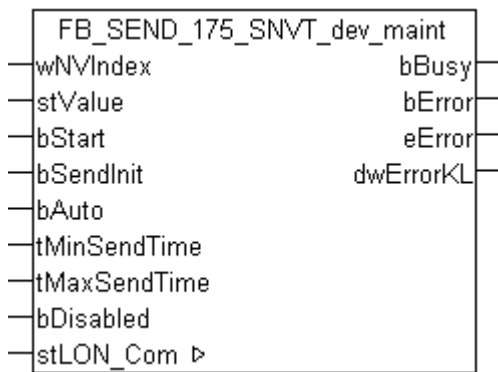 FB_SEND_175_SNVT_dev_maint
wNVIndex bBusy
stValue bError
bStart eError
bSendInit dwErrorKL
bAuto
tMinSendTime
tMaxSendTime
bDisabled
stLON_Com ▷